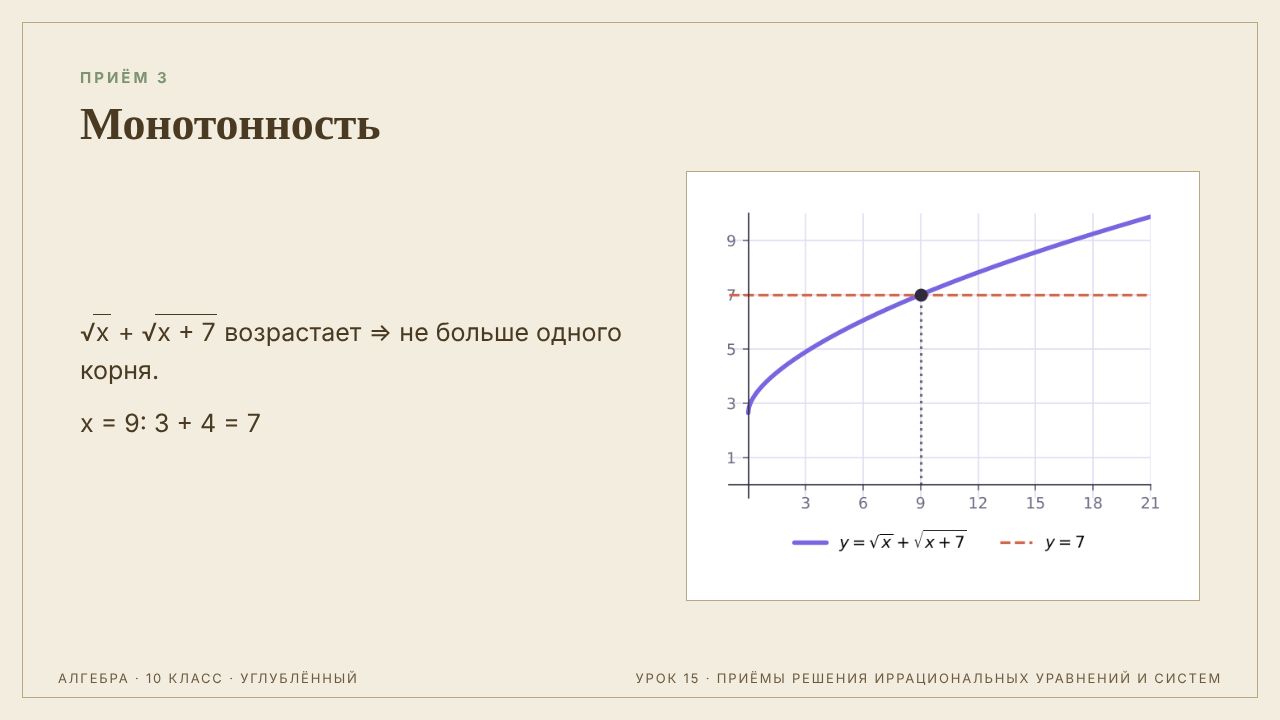 ПРИЁМ 3
Монотонность
√x + √x + 7 возрастает ⇒ не больше одного
корня.
x = 9: 3 + 4 = 7
9
7
5
3
1
3 6 9 12 15 18 21
y = √x + √x + 7 y = 7
АЛГЕБРА · 10 КЛАСС · УГЛУБЛЁННЫЙ
УРОК 15 · ПРИЁМЫ РЕШЕНИЯ ИРРАЦИОНАЛЬНЫХ УРАВНЕНИЙ И СИСТЕМ